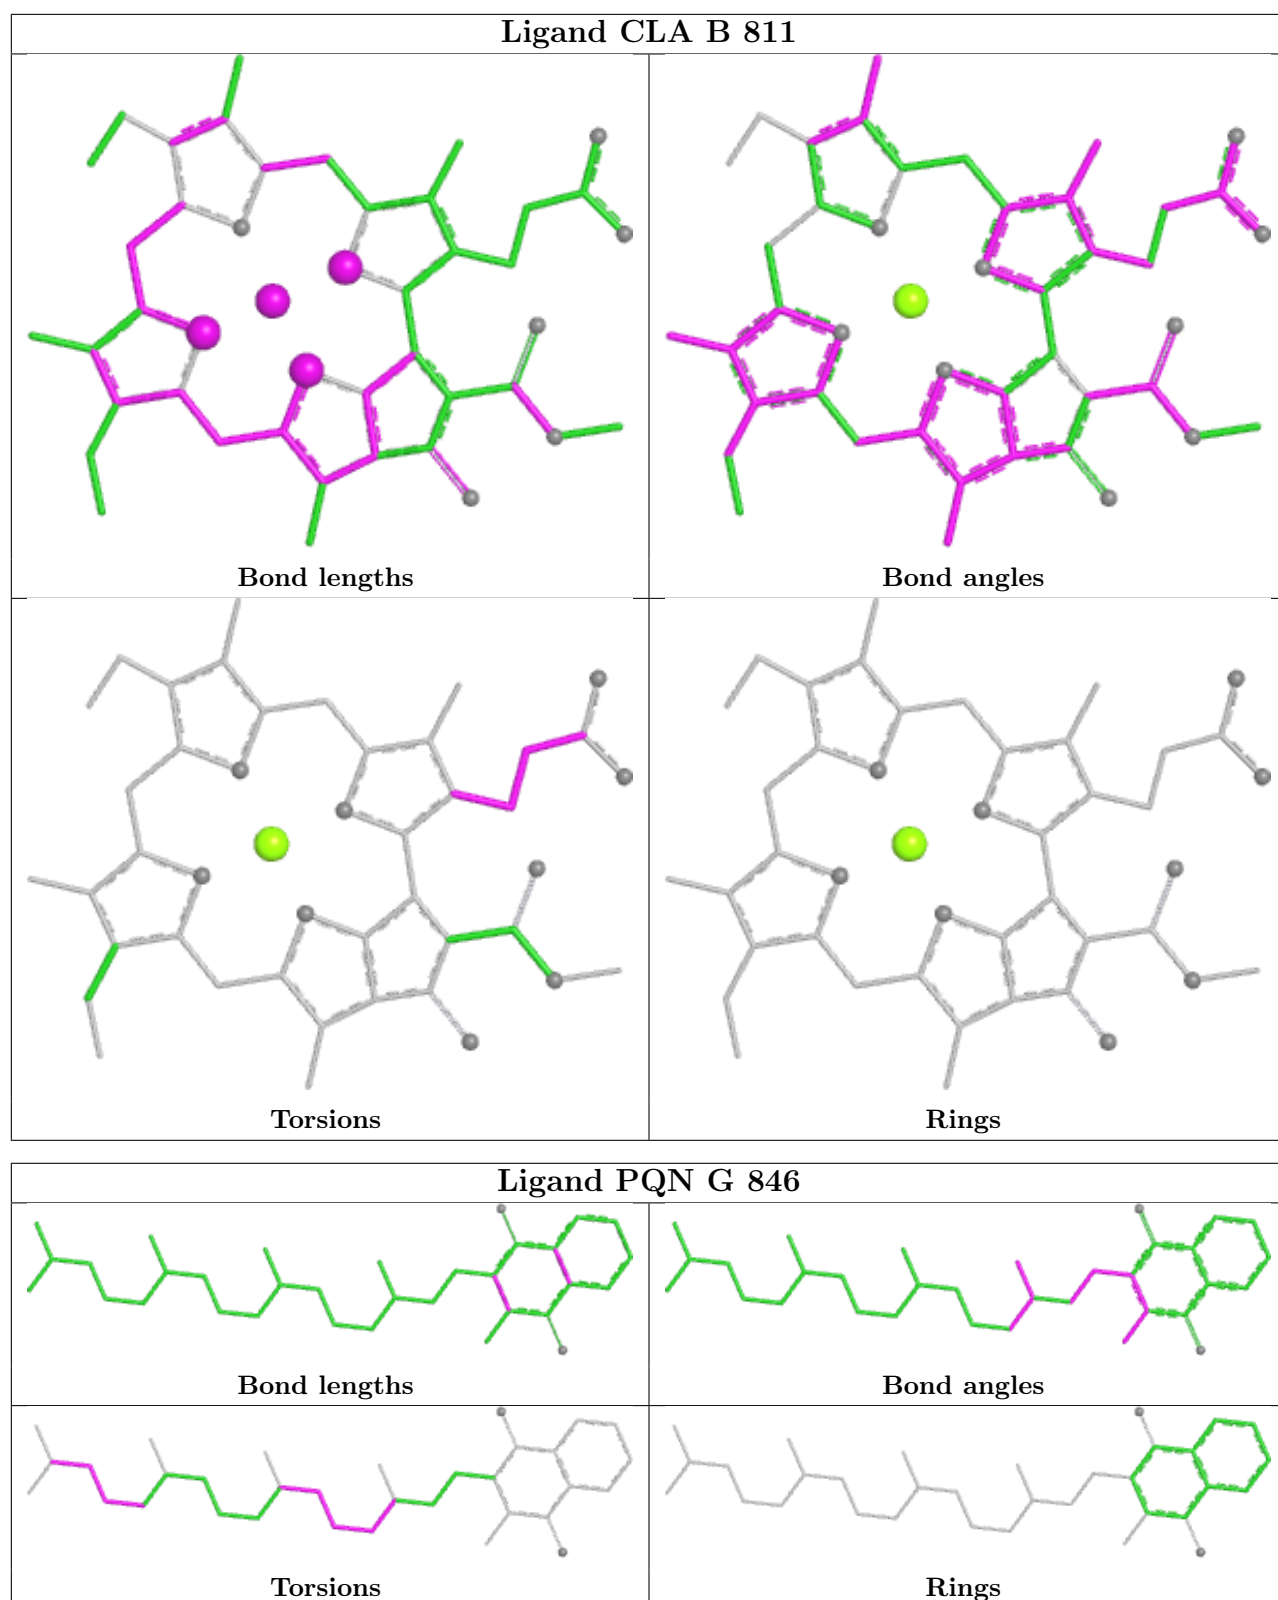 Ligand CLA B 811
Bond lengths
Bond angles
Torsions
Rings
Ligand PQN G 846
Bond lengths
Bond angles
Torsions
Rings